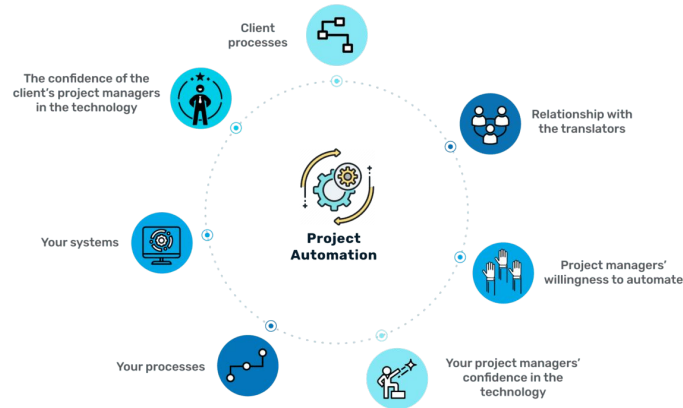 Client
processes
The confidence of the
client's project managers
in the technology
Relationship with
the translators
Project
Automation
Your systems
Project managers'
willingness to automate
Your processes
Your project managers'
confidence in the
technology